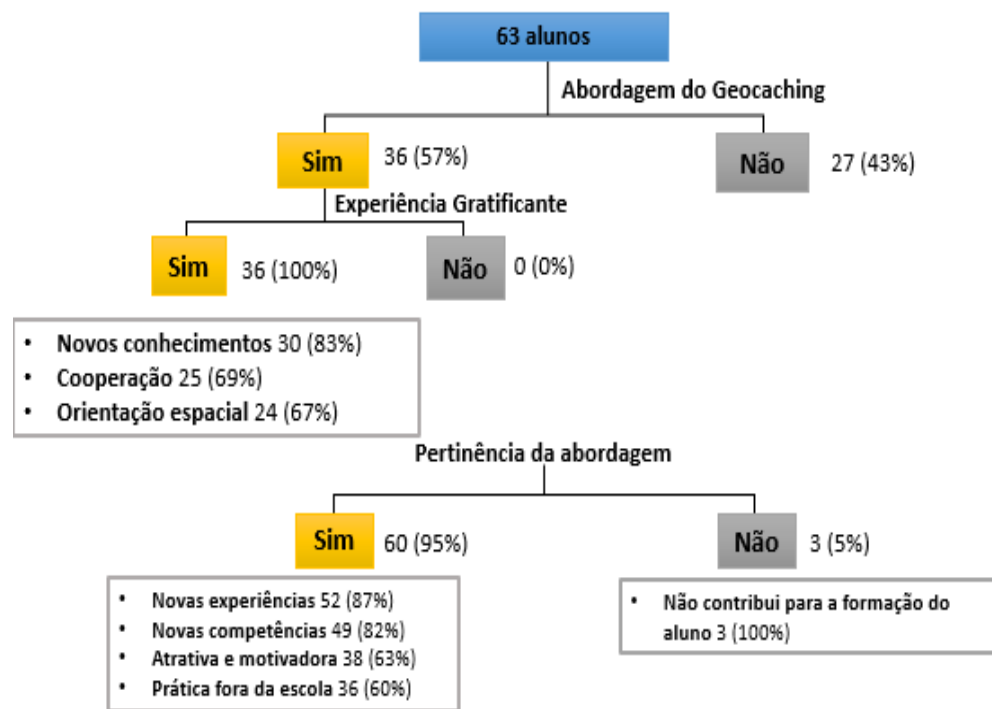 63 alunos
Abordagem do Geocaching
Sim 36 (57%)
Não 27 (43%)
Experiência Gratificante
Sim 36 (100%)
Não 0 (0%)
• Novos conhecimentos 30 (83%)
• Cooperação 25 (69%)
• Orientação espacial 24 (67%)
Pertinência da abordagem
Sim 60 (95%)
Não 3 (5%)
• Novas experiências 52 (87%)
• Novas competências 49 (82%)
• Atrativa e motivadora 38 (63%)
• Prática fora da escola 36 (60%)
• Não contribui para a formação do
aluno 3 (100%)